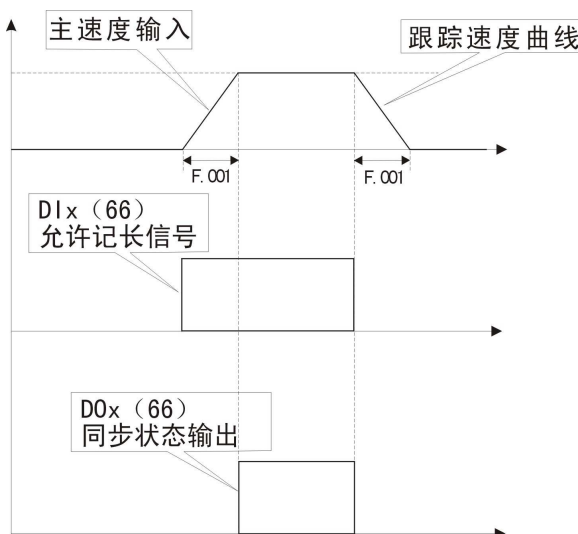 主速度输入
跟踪速度曲线
F.001
F.001
DIx（66）
允许记长信号
DOx（66）
同步状态输出